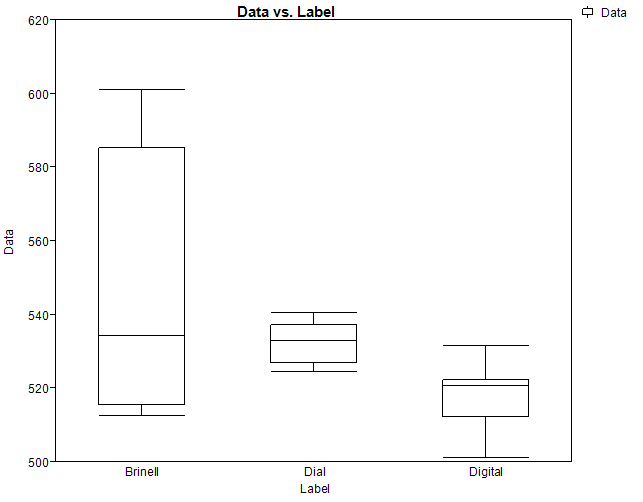 Data vs. Label
Data
620
600
580
560
540
520
500
Data
Brinell
Dial
Digital
Label